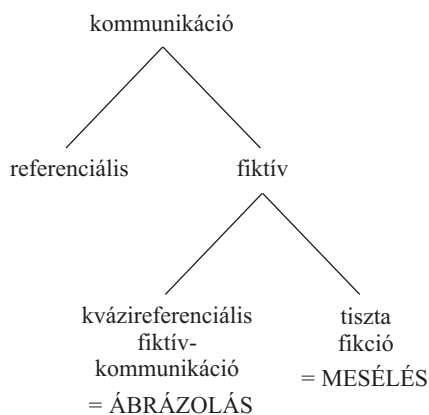 kommunikáció
referenciális
fiktív
kvázireferenciális
fiktív-
kommunikáció
= ÁBRÁZOLÁS
tiszta
fikció
= MESÉLÉS